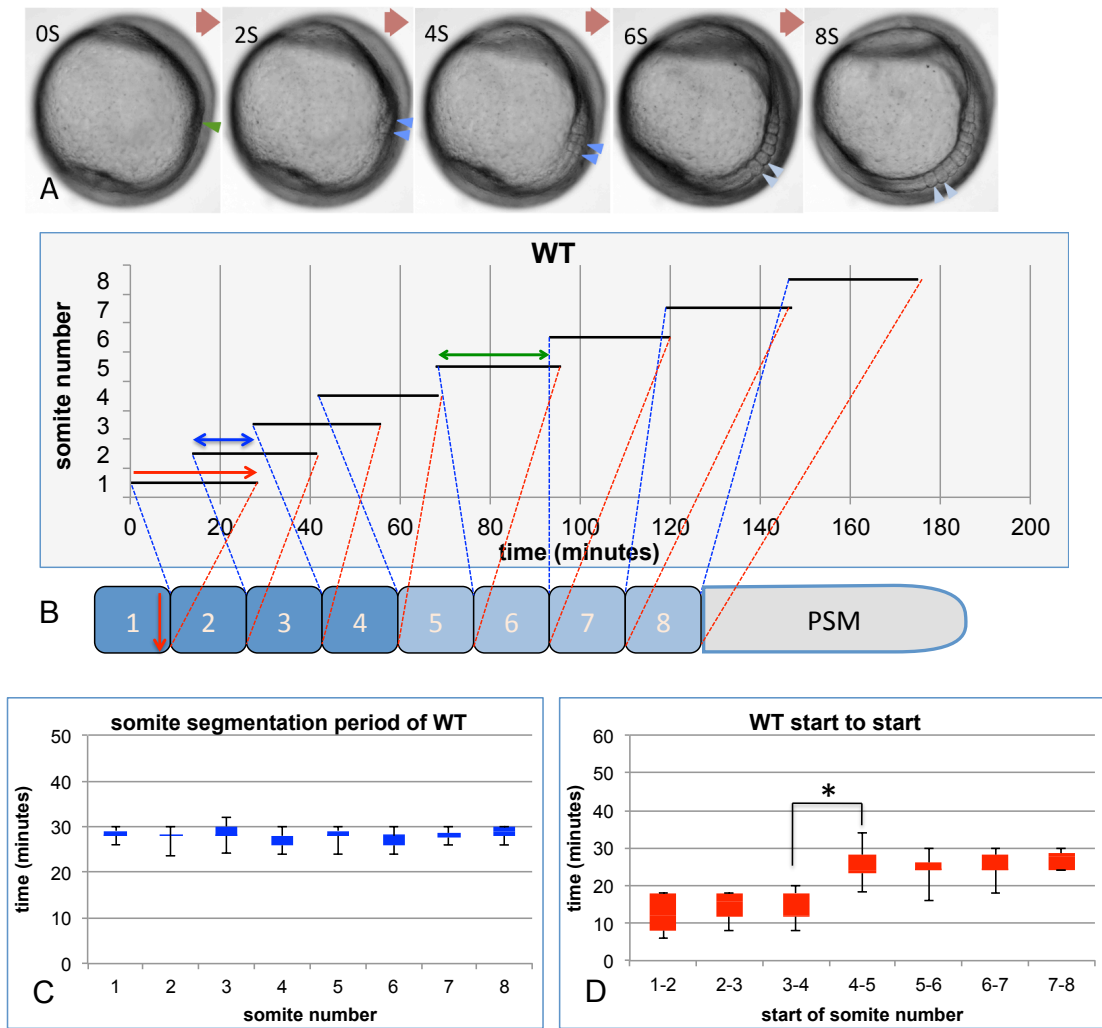 0S 2S 4S 6S 8S
A
WT
somite number
8
7
6
5
4
3
2
1
0 20 40 60 80 100 120 140 160 180 200
time (minutes)
B
1 2 3 4 5 6 7 8 PSM
somite segmentation period of WT
time (minutes)
50
40
30
20
10
0
1 2 3 4 5 6 7 8
C
somite number
WT start to start
time (minutes)
60
50
40
30
20
10
0
*
1-2 2-3 3-4 4-5 5-6 6-7 7-8
D
start of somite number